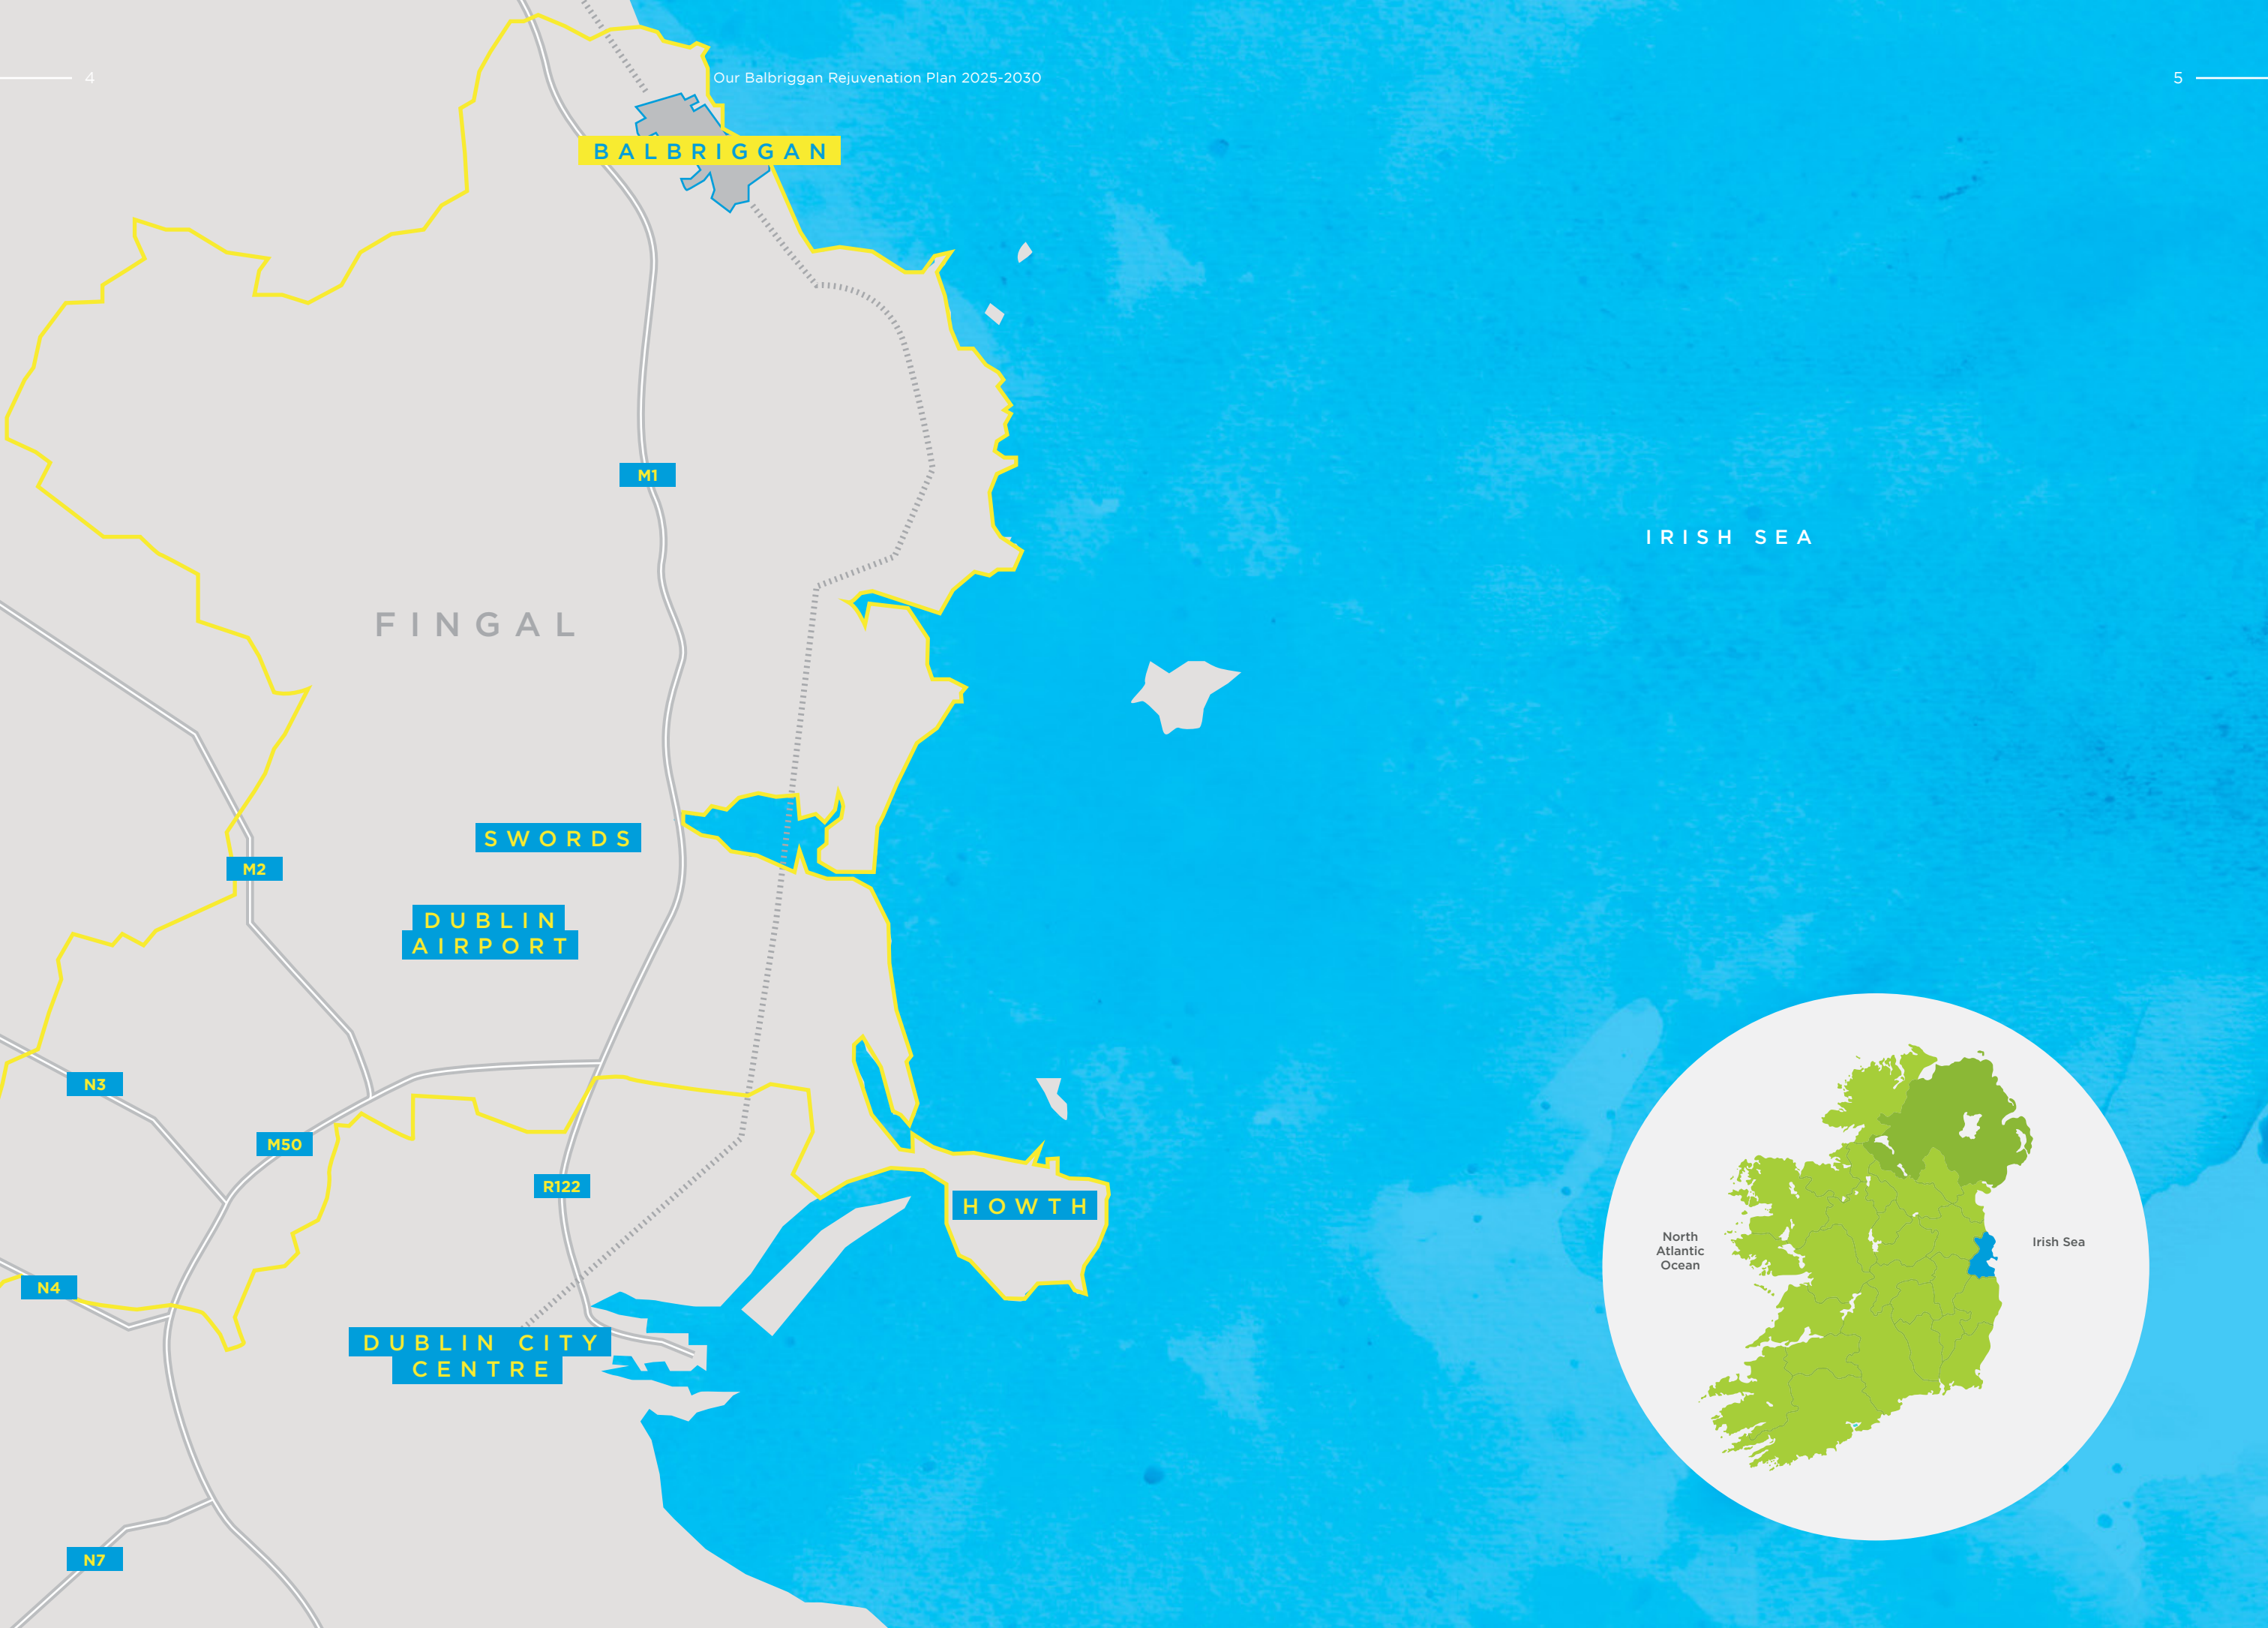 4
Our Balbriggan Rejuvenation Plan 2025-2030
5
BALBRIGGAN
M1
IRISH SEA
FINGAL
SWORDS
M2
DUBLIN
AIRPORT
N3
M50
R122
HOWTH
North
Atlantic
Ocean
Irish Sea
N4
DUBLIN CITY
CENTRE
N7